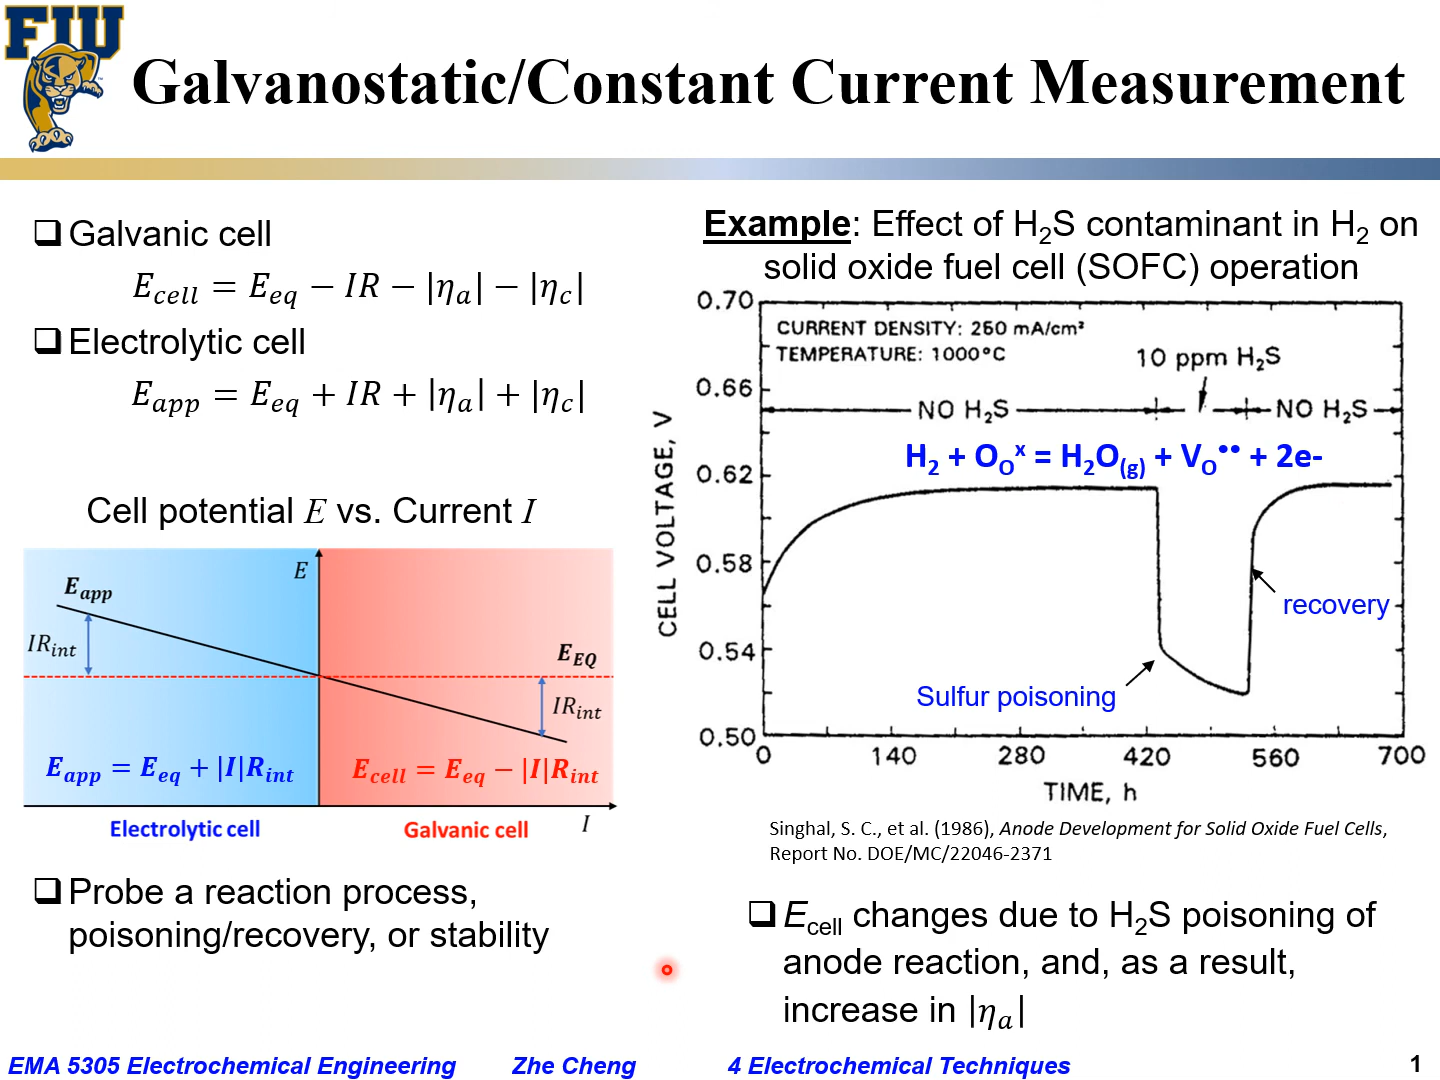 FIU
Galvanostatic/Constant Current Measurement
❑ Galvanic cell
E_cell = E_eq − IR − |η_a| − |η_c|
❑ Electrolytic cell
E_app = E_eq + IR + |η_a| + |η_c|
Cell potential E vs. Current I
E
E_app
IR_int
E_EQ
IR_int
E_app = E_eq + |I|R_int
E_cell = E_eq − |I|R_int
Electrolytic cell
Galvanic cell
I
❑ Probe a reaction process,
poisoning/recovery, or stability
Example: Effect of H₂S contaminant in H₂ on
solid oxide fuel cell (SOFC) operation
CURRENT DENSITY: 250 mA/cm²
TEMPERATURE: 1000°C
10 ppm H₂S
NO H₂S
NO H₂S
H₂ + O_O^x = H₂O_(g) + V_O^•• + 2e-
recovery
Sulfur poisoning
CELL VOLTAGE, V
0.70
0.66
0.62
0.58
0.54
0.50
0 140 280 420 560 700
TIME, h
Singhal, S. C., et al. (1986), Anode Development for Solid Oxide Fuel Cells,
Report No. DOE/MC/22046-2371
❑ E_cell changes due to H₂S poisoning of
anode reaction, and, as a result,
increase in |η_a|
EMA 5305 Electrochemical Engineering Zhe Cheng 4 Electrochemical Techniques 1